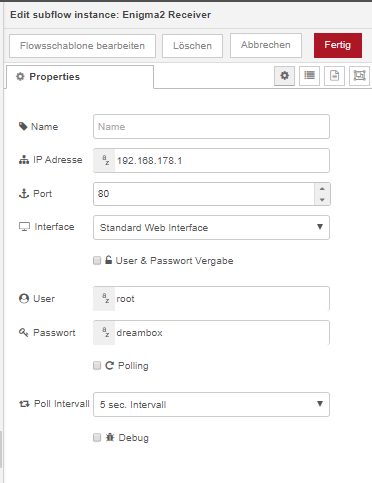 Edit subflow instance: Enigma2 Receiver
Flowsschablone bearbeiten Löschen Abbrechen Fertig
Properties
Name Name
IP Adresse a z 192.168.178.1
Port 80
Interface Standard Web Interface
User & Passwort Vergabe
User a z root
Passwort a z dreambox
Polling
Poll Intervall 5 sec. Intervall
Debug